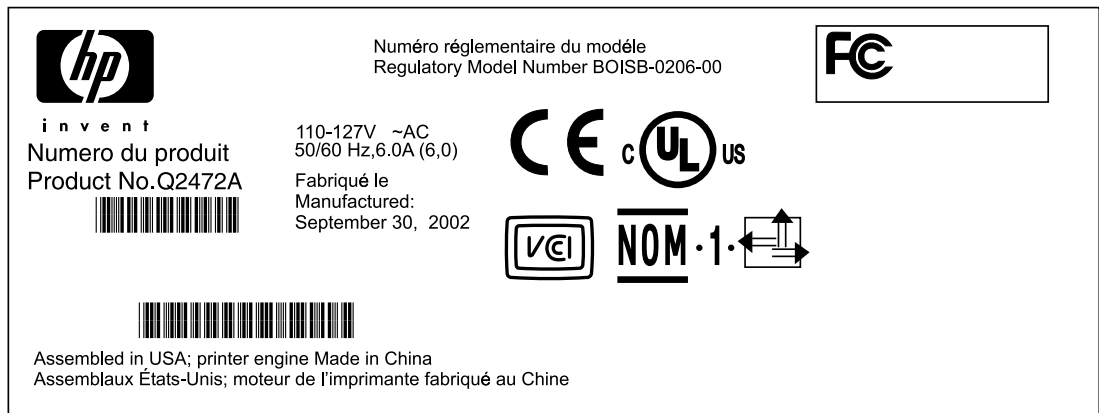 hp
invent
Numero du produit
Product No.Q2472A
Numéro réglementaire du modéle
Regulatory Model Number BOISB-0206-00
FC
110-127V ~AC
50/60 Hz,6.0A (6,0)
Fabriqué le
Manufactured:
September 30, 2002
CE
C UL US
VCI
NOM·1·
Assembled in USA; printer engine Made in China
Assemblaux États-Unis; moteur de l'imprimante fabriqué au Chine